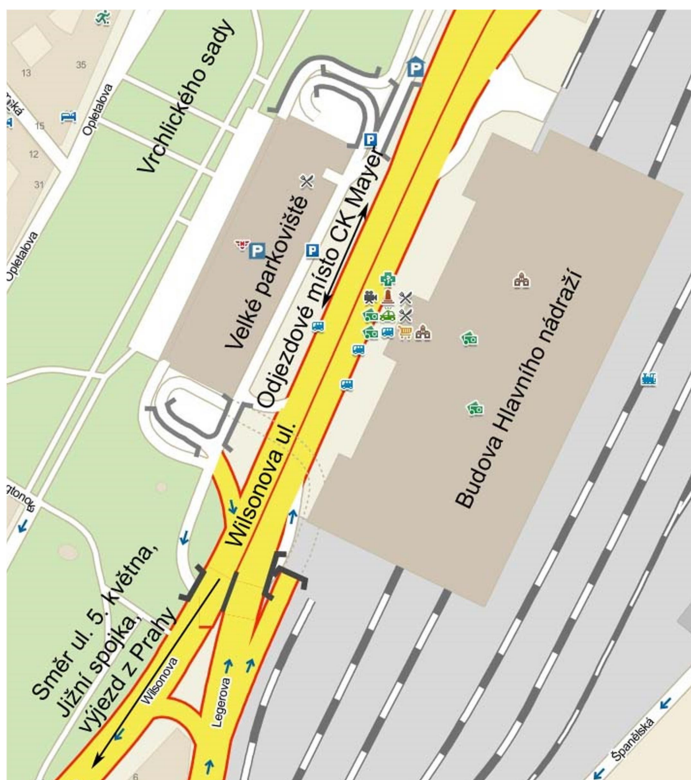 Vrchlického sady
Opletalova
35
13
15
12
31
Opletalova
Velké parkoviště
Odjezdové místo CK Mayer
P
P
P
P
Budova Hlavního nádraží
Wilsonova ul.
Směr ul. 5. května,
Jižní spojka,
výjezd z Prahy
Wilsonova
Legerova
Španělská
6